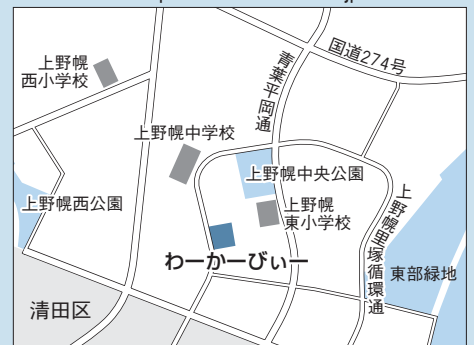 国道274号
青葉平岡通
上野幌
西小学校
上野幌中学校
上野幌中央公園
上野幌西公園
上野幌
東小学校
上野幌里塚循環通
わーかーびぃー
東部緑地
清田区